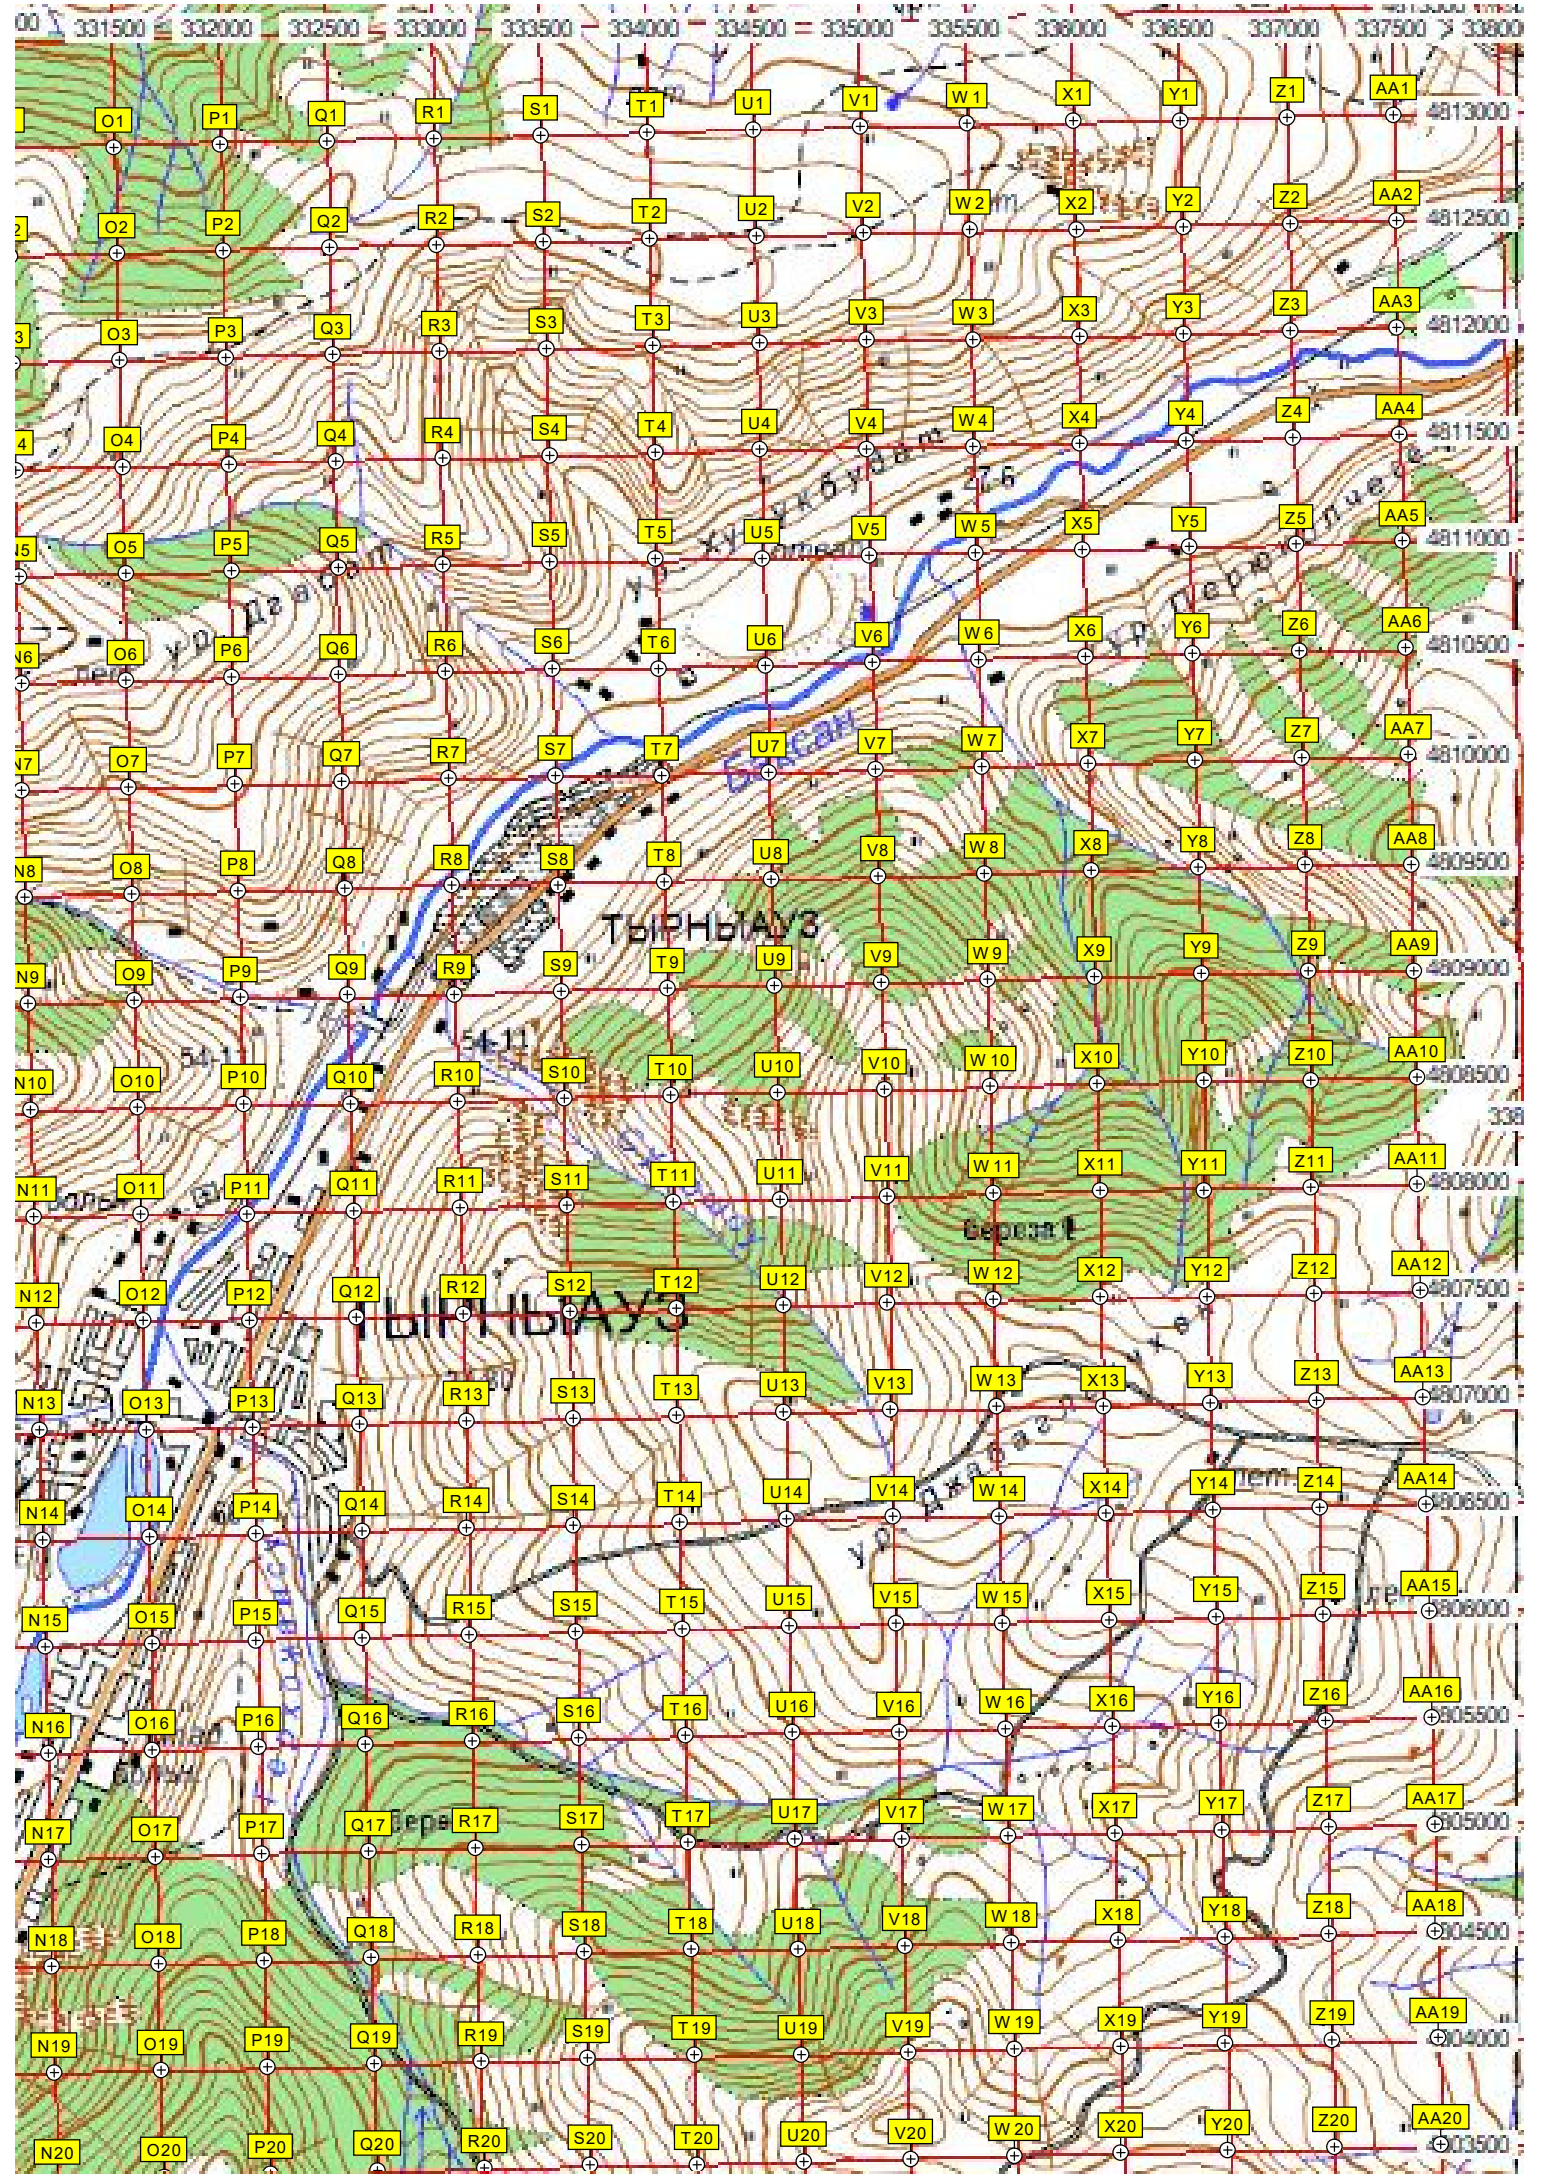 331500 332000 332500 333000 333500 334000 334500 335000 335500 336000 336500 337000 337500
O1 P1 Q1 R1 S1 T1 U1 V1 W1 X1 Y1 Z1 AA1
4813000
O2 P2 Q2 R2 S2 T2 U2 V2 W2 X2 Y2 Z2 AA2
4812500
O3 P3 Q3 R3 S3 T3 U3 V3 W3 X3 Y3 Z3 AA3
4812000
O4 P4 Q4 R4 S4 T4 U4 V4 W4 X4 Y4 Z4 AA4
4811500
27-6
N5 O5 P5 Q5 R5 S5 T5 U5 V5 W5 X5 Y5 Z5 AA5
4811000
N6 O6 P6 Q6 R6 S6 T6 U6 V6 W6 X6 Y6 Z6 AA6
4810500
Баксан
N7 O7 P7 Q7 R7 S7 T7 U7 V7 W7 X7 Y7 Z7 AA7
4810000
N8 O8 P8 Q8 R8 S8 T8 U8 V8 W8 X8 Y8 Z8 AA8
4809500
ТЫРНЫАУЗ
N9 O9 P9 Q9 R9 S9 T9 U9 V9 W9 X9 Y9 Z9 AA9
4809000
54-11
54-11
N10 O10 P10 Q10 R10 S10 T10 U10 V10 W10 X10 Y10 Z10 AA10
4808500
N11 O11 P11 Q11 R11 S11 T11 U11 V11 W11 X11 Y11 Z11 AA11
4808000
береза
N12 O12 P12 Q12 R12 S12 T12 U12 V12 W12 X12 Y12 Z12 AA12
4807500
ТЫРНЫАУЗ
N13 O13 P13 Q13 R13 S13 T13 U13 V13 W13 X13 Y13 Z13 AA13
4807000
N14 O14 P14 Q14 R14 S14 T14 U14 V14 W14 X14 Y14 Z14 AA14
4806500
N15 O15 P15 Q15 R15 S15 T15 U15 V15 W15 X15 Y15 Z15 AA15
N16 O16 P16 Q16 R16 S16 T16 U16 V16 W16 X16 Y16 Z16 AA16
N17 O17 P17 Q17 R17 S17 T17 U17 V17 W17 X17 Y17 Z17 AA17
N18 O18 P18 Q18 R18 S18 T18 U18 V18 W18 X18 Y18 Z18 AA18
N19 O19 P19 Q19 R19 S19 T19 U19 V19 W19 X19 Y19 Z19 AA19
N20 O20 P20 Q20 R20 S20 T20 U20 V20 W20 X20 Y20 Z20 AA20